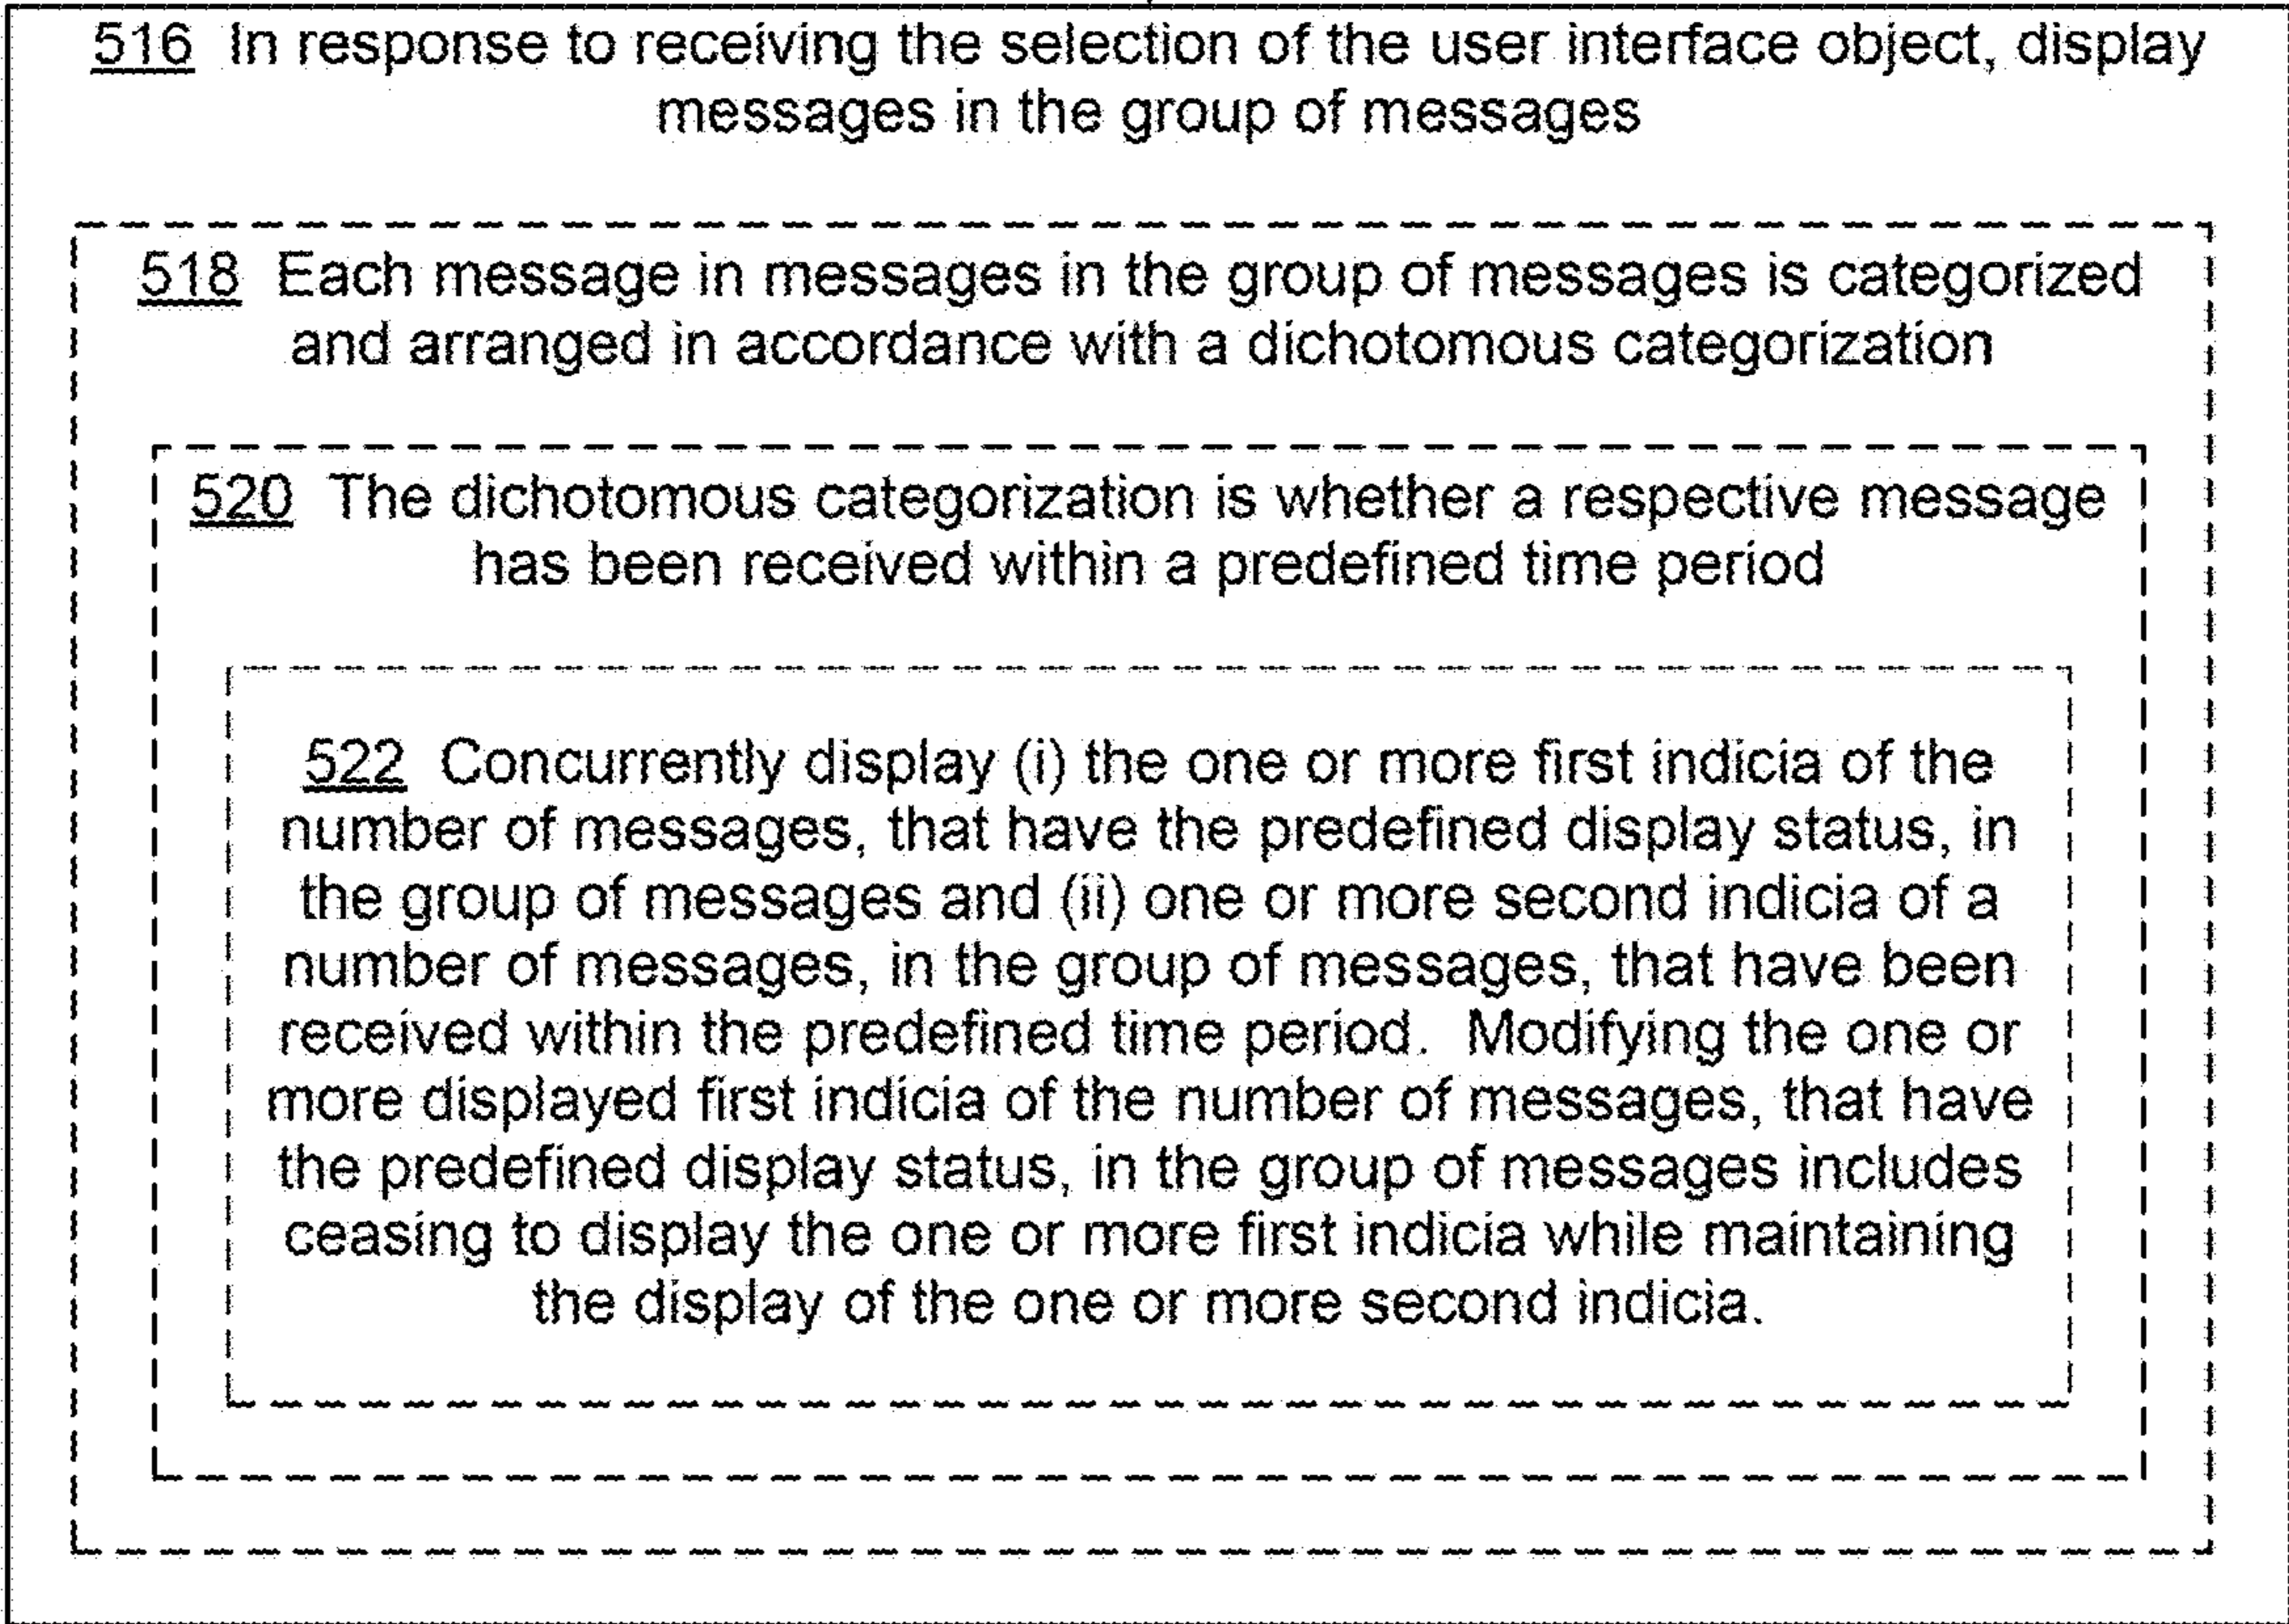 516 In response to receiving the selection of the user interface object, display
messages in the group of messages
518 Each message in messages in the group of messages is categorized
and arranged in accordance with a dichotomous categorization
520 The dichotomous categorization is whether a respective message
has been received within a predefined time period
522 Concurrently display (i) the one or more first indicia of the
number of messages, that have the predefined display status, in
the group of messages and (ii) one or more second indicia of a
number of messages, in the group of messages, that have been
received within the predefined time period. Modifying the one or
more displayed first indicia of the number of messages, that have
the predefined display status, in the group of messages includes
ceasing to display the one or more first indicia while maintaining
the display of the one or more second indicia.